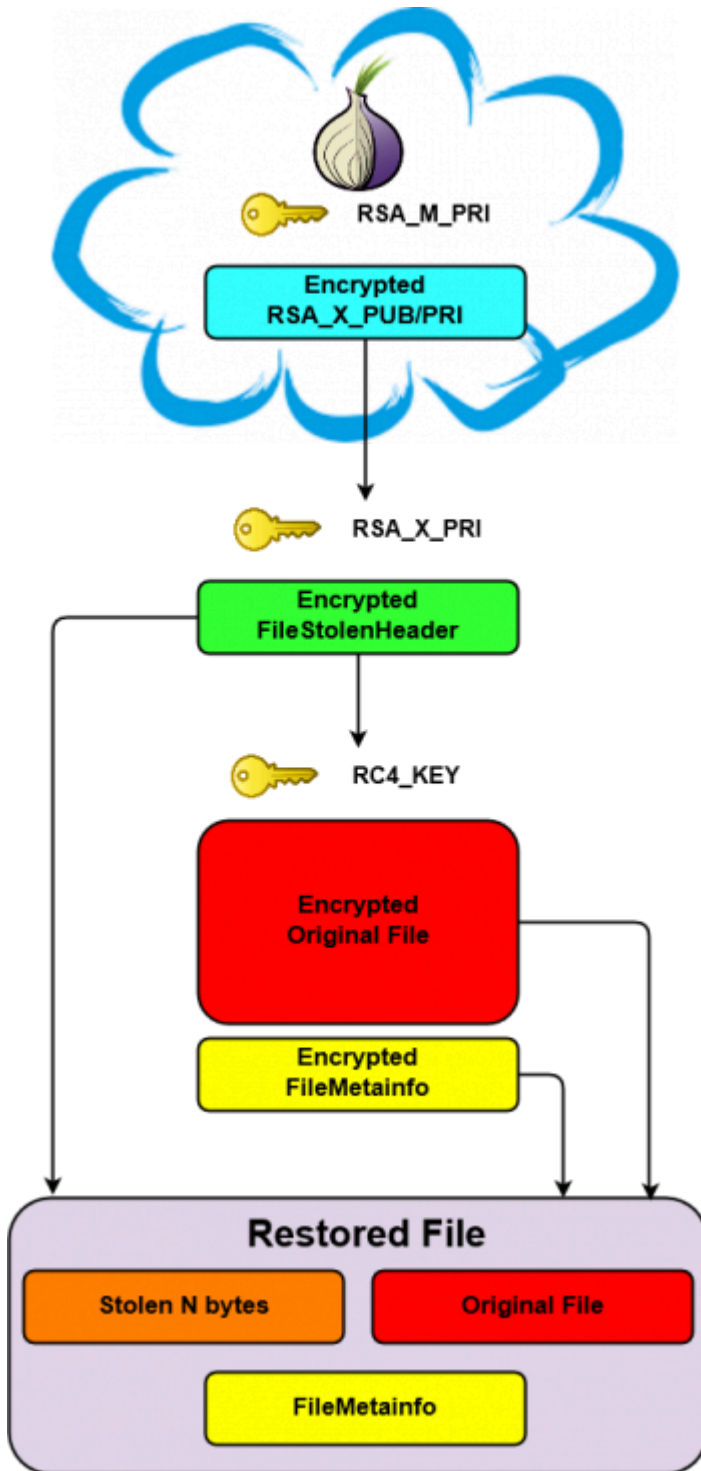 RSA_M_PRI
Encrypted
RSA_X_PUB/PRI
RSA_X_PRI
Encrypted
FileStolenHeader
RC4_KEY
Encrypted
Original File
Encrypted
FileMetainfo
Restored File
Stolen N bytes
Original File
FileMetainfo